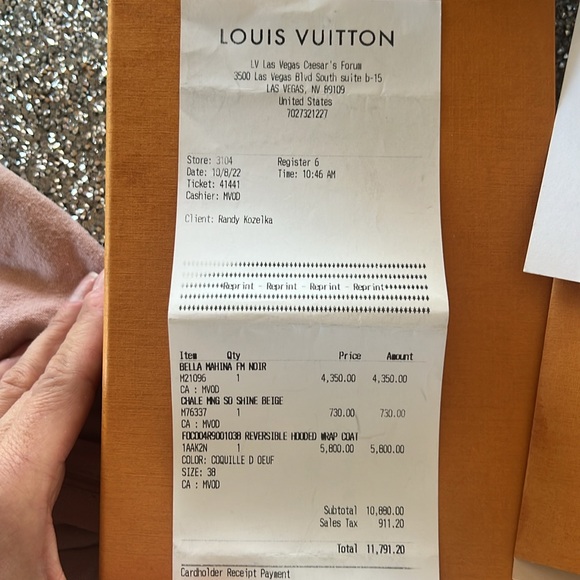 LOUIS VUITTON
LV Las Vegas Caesar's Forum
3500 Las Vegas Blvd South suite b-15
LAS VEGAS, NV 89109
United States
7027321227
Store: 3104 Register 6
Date: 10/8/22 Time: 10:46 AM
Ticket: 41441
Cashier: MVOD
Client: Randy Kozelka
Reprint - Reprint - Reprint - Reprint
Item Qty Price Amount
BELLA MAHINA FM NOIR
M21096 1 4,350.00 4,350.00
CA : MVOD
CHALE MNG SO SHINE BEIGE
M76337 1 730.00 730.00
CA : MVOD
FOCO04R9001038 REVERSIBLE HOODED WRAP COAT
1AAK2N 1 5,800.00 5,800.00
COLOR: COQUILLE D OEUF
SIZE: 38
CA : MVOD
Subtotal 10,880.00
Sales Tax 911.20
Total 11,791.20
Cardholder Receipt Payment